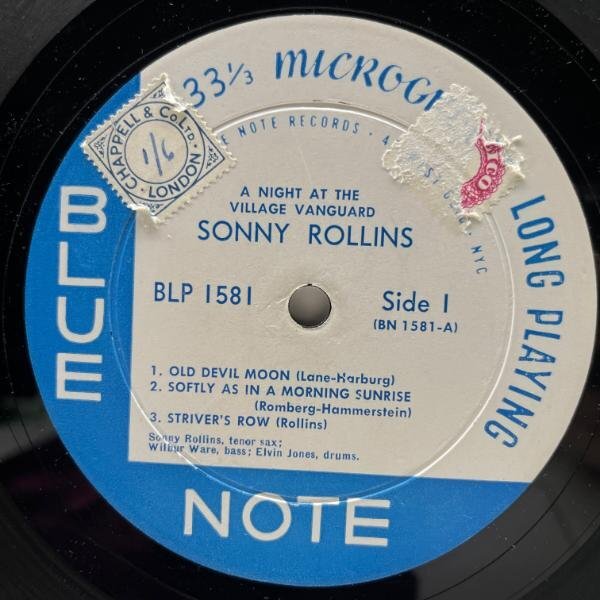 33⅓ MICROG
NOTE RECORDS · 4
ST
NYC
LONG PLAYING
CHAPPELL & Co LTD.
1/6
· LONDON ·
A NIGHT AT THE
VILLAGE VANGUARD
SONNY ROLLINS
BLP 1581
Side 1
(BN 1581-A)
1. OLD DEVIL MOON (Lane-Harburg)
2. SOFTLY AS IN A MORNING SUNRISE
(Romberg-Hammerstein)
3. STRIVER'S ROW (Rollins)
Sonny Rollins, tenor sax;
Wilbur Ware, bass; Elvin Jones, drums.
BLUE
NOTE